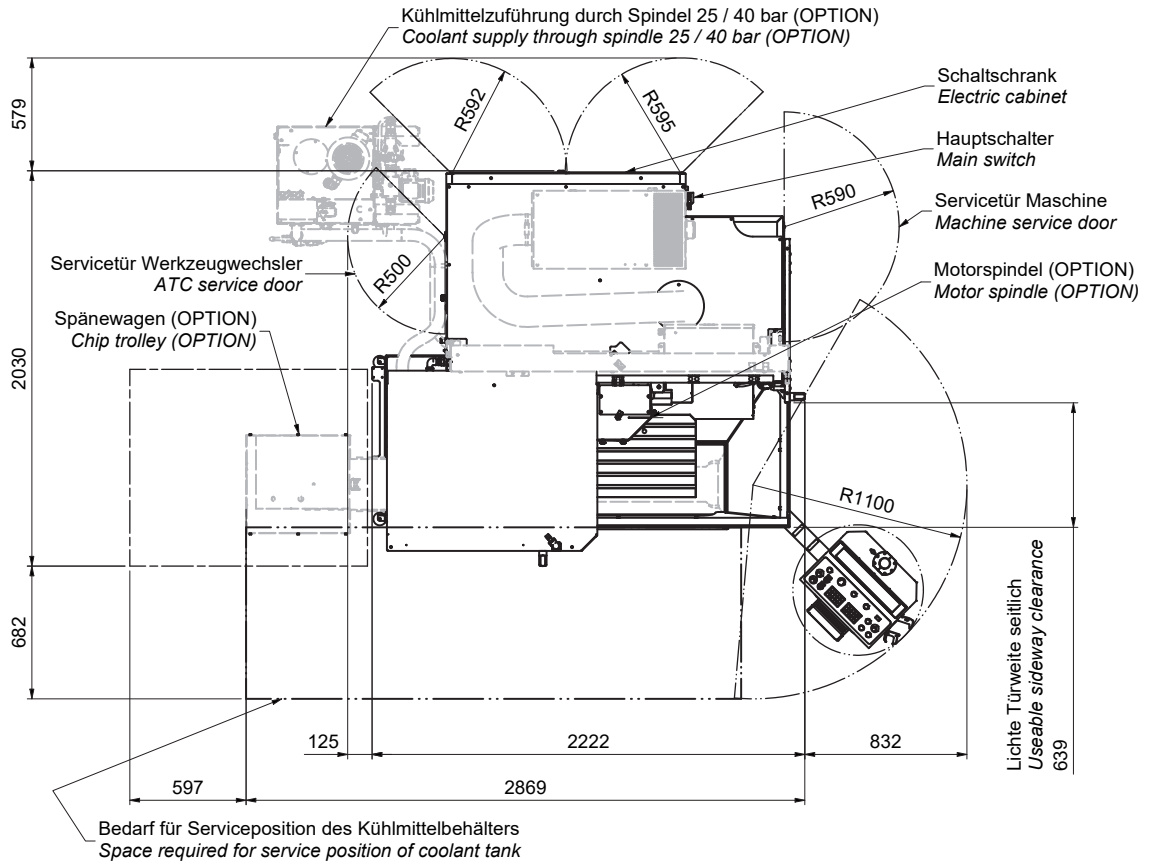 Kühlmittelzuführung durch Spindel 25 / 40 bar (OPTION)
Coolant supply through spindle 25 / 40 bar (OPTION)
Schaltschrank
Electric cabinet
579
R592
R595
Hauptschalter
Main switch
R590
Servicetür Maschine
Machine service door
Servicetür Werkzeugwechsler
ATC service door
R500
Motorspindel (OPTION)
Motor spindle (OPTION)
Spänewagen (OPTION)
Chip trolley (OPTION)
2030
R1100
682
Lichte Türweite seitlich
Useable sideway clearance
639
125
2222
832
597
2869
Bedarf für Serviceposition des Kühlmittelbehälters
Space required for service position of coolant tank